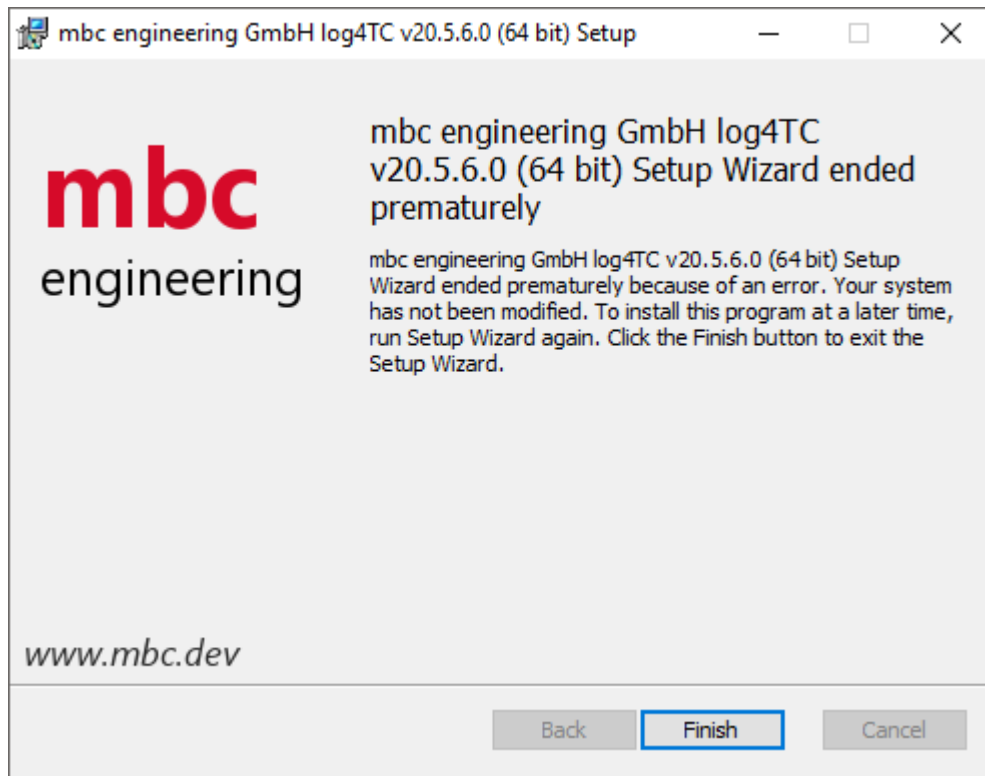 mbc engineering GmbH log4TC v20.5.6.0 (64 bit) Setup
mbc
engineering
mbc engineering GmbH log4TC
v20.5.6.0 (64 bit) Setup Wizard ended
prematurely
mbc engineering GmbH log4TC v20.5.6.0 (64 bit) Setup
Wizard ended prematurely because of an error. Your system
has not been modified. To install this program at a later time,
run Setup Wizard again. Click the Finish button to exit the
Setup Wizard.
www.mbc.dev
Back Finish Cancel